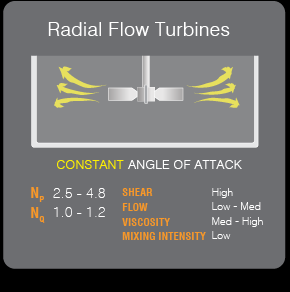 Radial Flow Turbines
CONSTANT ANGLE OF ATTACK
Np 2.5 - 4.8
Nq 1.0 - 1.2
SHEAR High
FLOW Low - Med
VISCOSITY Med - High
MIXING INTENSITY Low